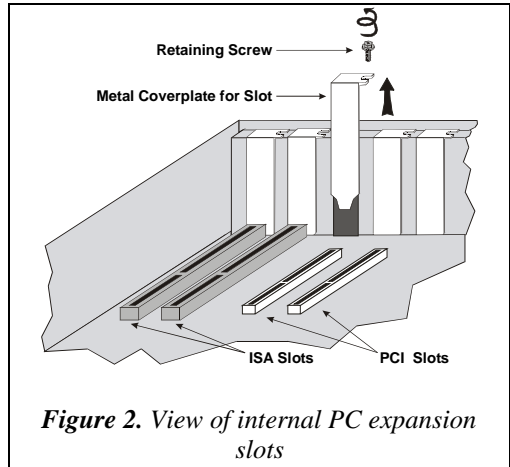 Retaining Screw
Metal Coverplate for Slot
ISA Slots
PCI Slots
Figure 2. View of internal PC expansion
slots